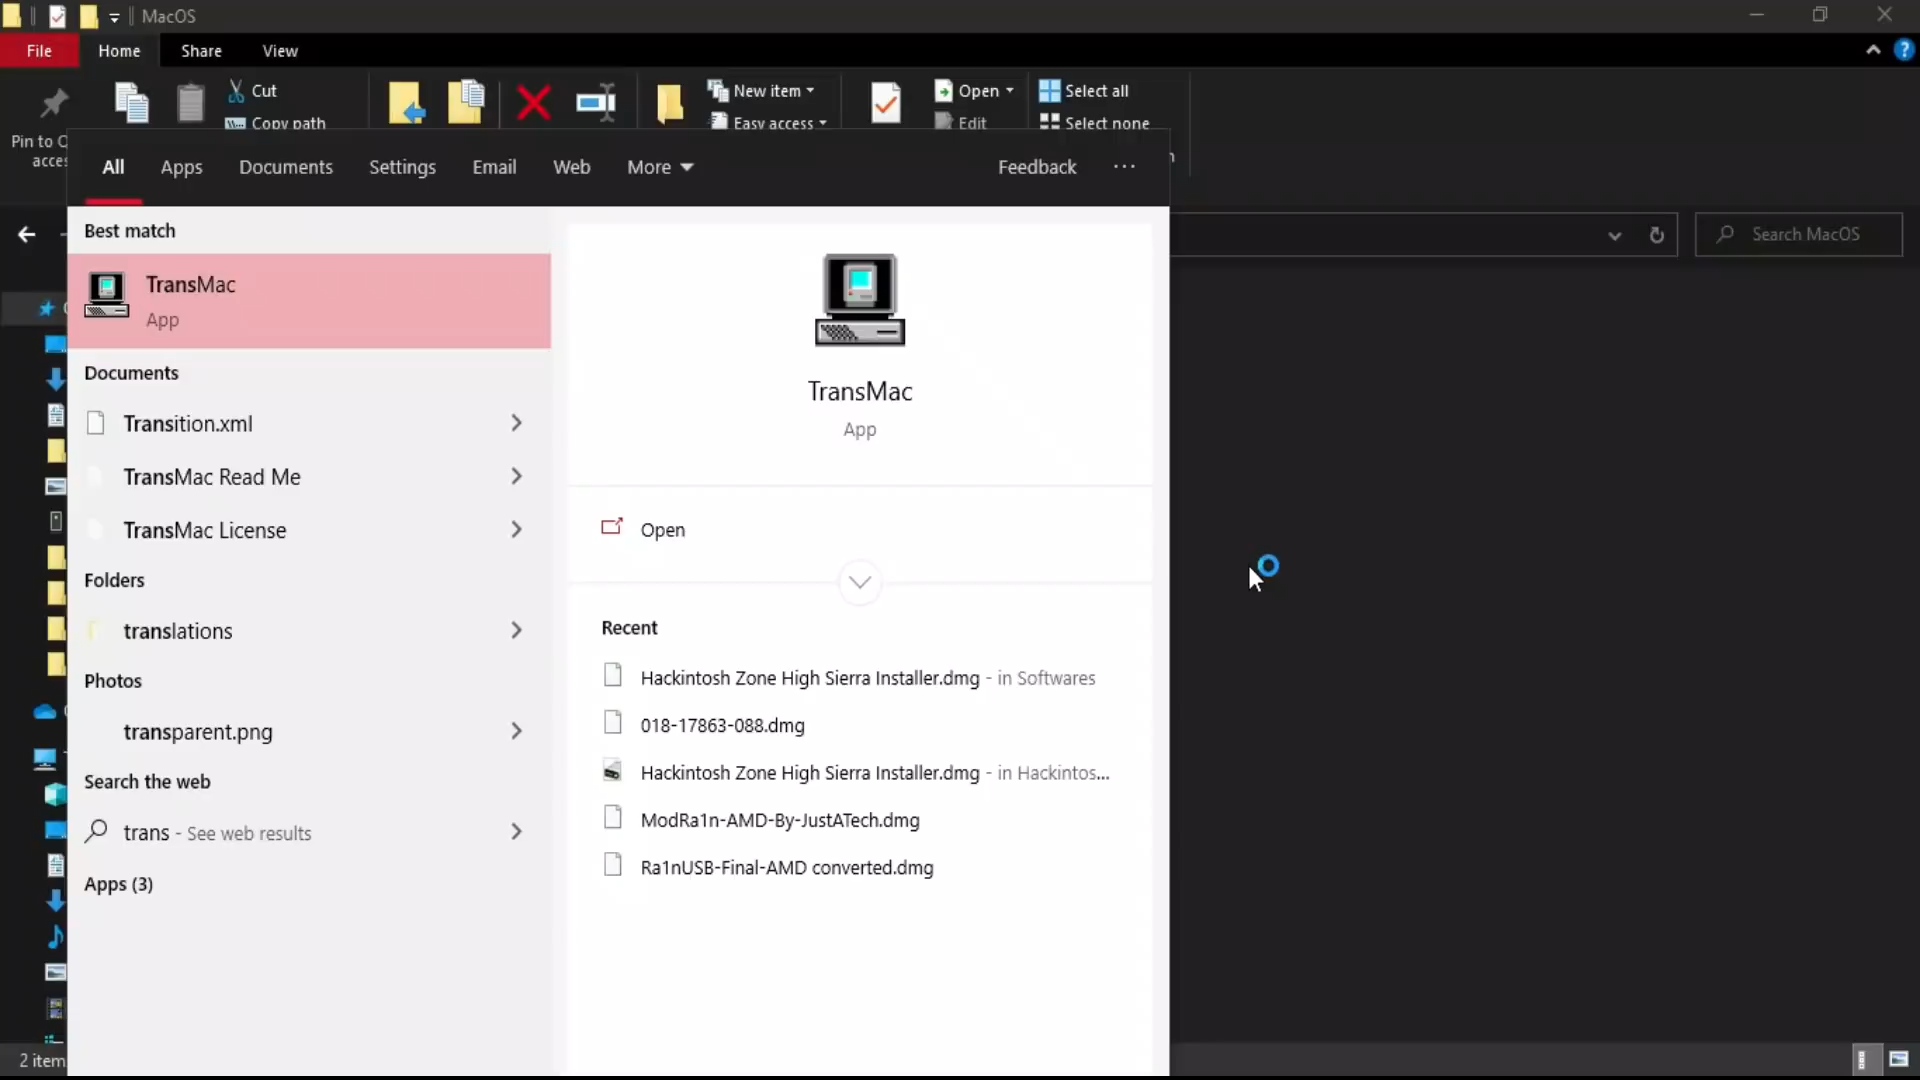 MacOS
File Home Share View
Cut
Copy path
New item
Easy access
Open
Edit
Select all
Select none
Pin to
All Apps Documents Settings Email Web More Feedback
Search MacOS
Best match
TransMac
App
Documents
Transition.xml
TransMac Read Me
TransMac License
Folders
translations
Photos
transparent.png
Search the web
trans - See web results
Apps (3)
TransMac
App
Open
Recent
Hackintosh Zone High Sierra Installer.dmg - in Softwares
018-17863-088.dmg
Hackintosh Zone High Sierra Installer.dmg - in Hackintos...
ModRa1n-AMD-By-JustATech.dmg
Ra1nUSB-Final-AMD converted.dmg
2 item